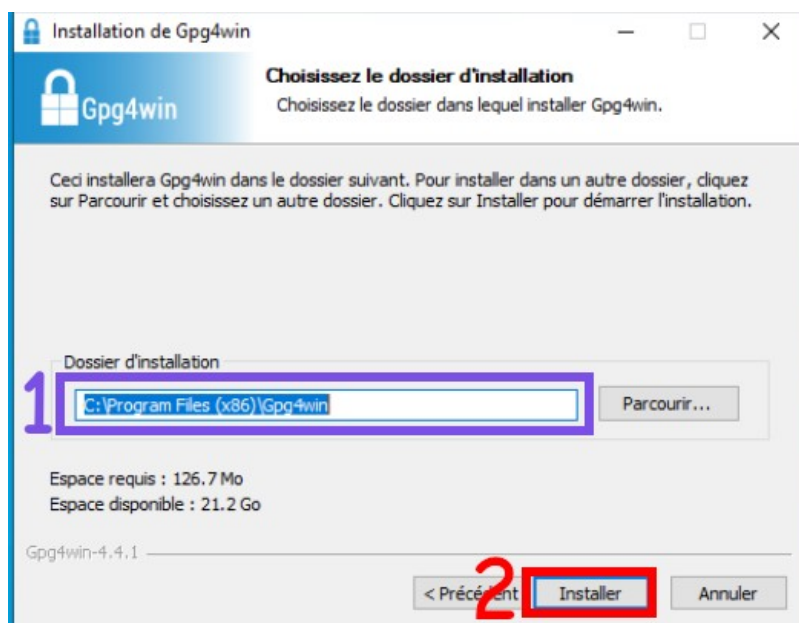 Installation de Gpg4win
Gpg4win
Choisissez le dossier d'installation
Choisissez le dossier dans lequel installer Gpg4win.
Ceci installera Gpg4win dans le dossier suivant. Pour installer dans un autre dossier, cliquez
sur Parcourir et choisissez un autre dossier. Cliquez sur Installer pour démarrer l'installation.
Dossier d'installation
1
C:\Program Files (x86)\Gpg4win
Parcourir...
Espace requis : 126.7 Mo
Espace disponible : 21.2 Go
Gpg4win-4.4.1
< Précédent
2
Installer
Annuler